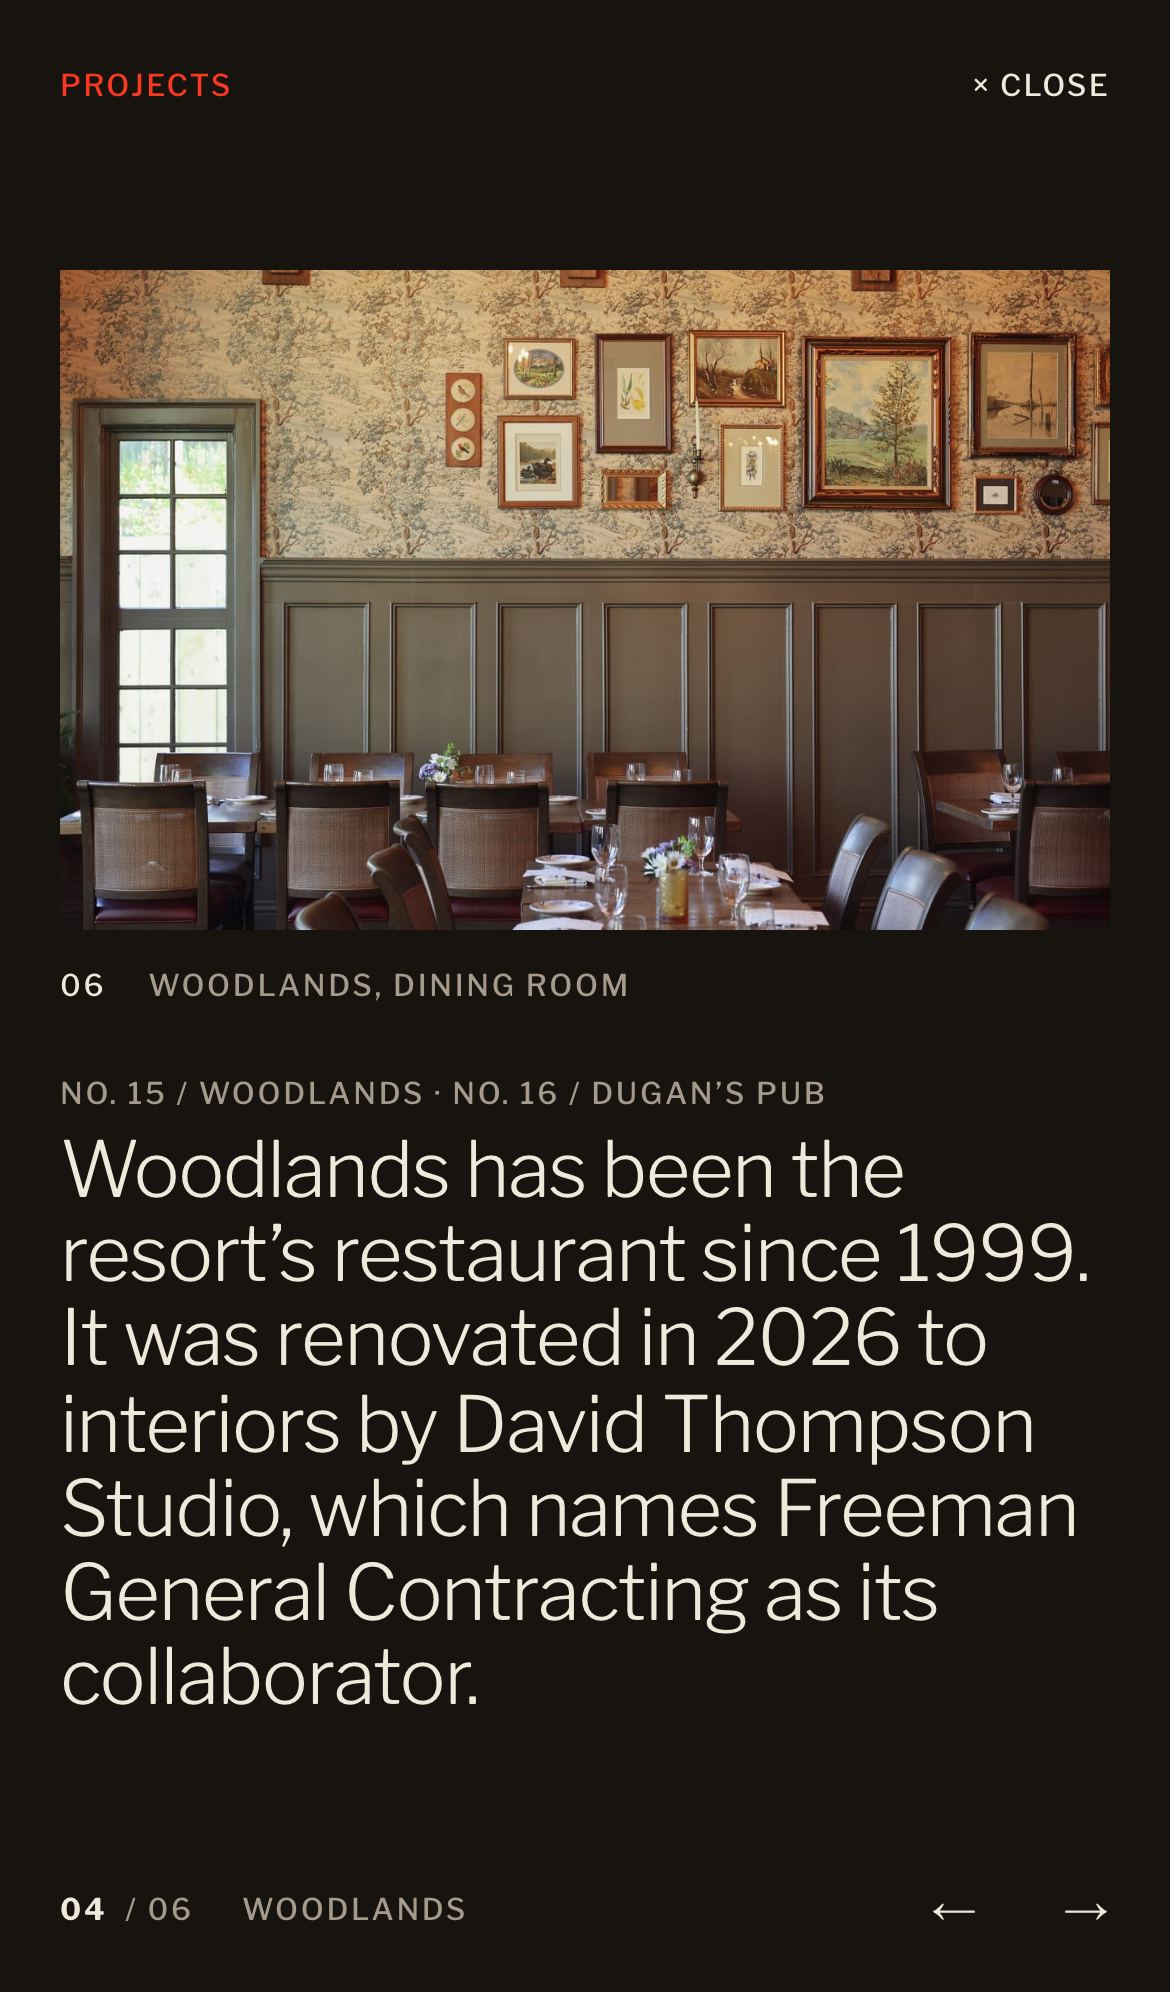 PROJECTS
× CLOSE
06 WOODLANDS, DINING ROOM
NO. 15 / WOODLANDS · NO. 16 / DUGAN’S PUB
Woodlands has been the
resort’s restaurant since 1999.
It was renovated in 2026 to
interiors by David Thompson
Studio, which names Freeman
General Contracting as its
collaborator.
04 / 06 WOODLANDS
← →